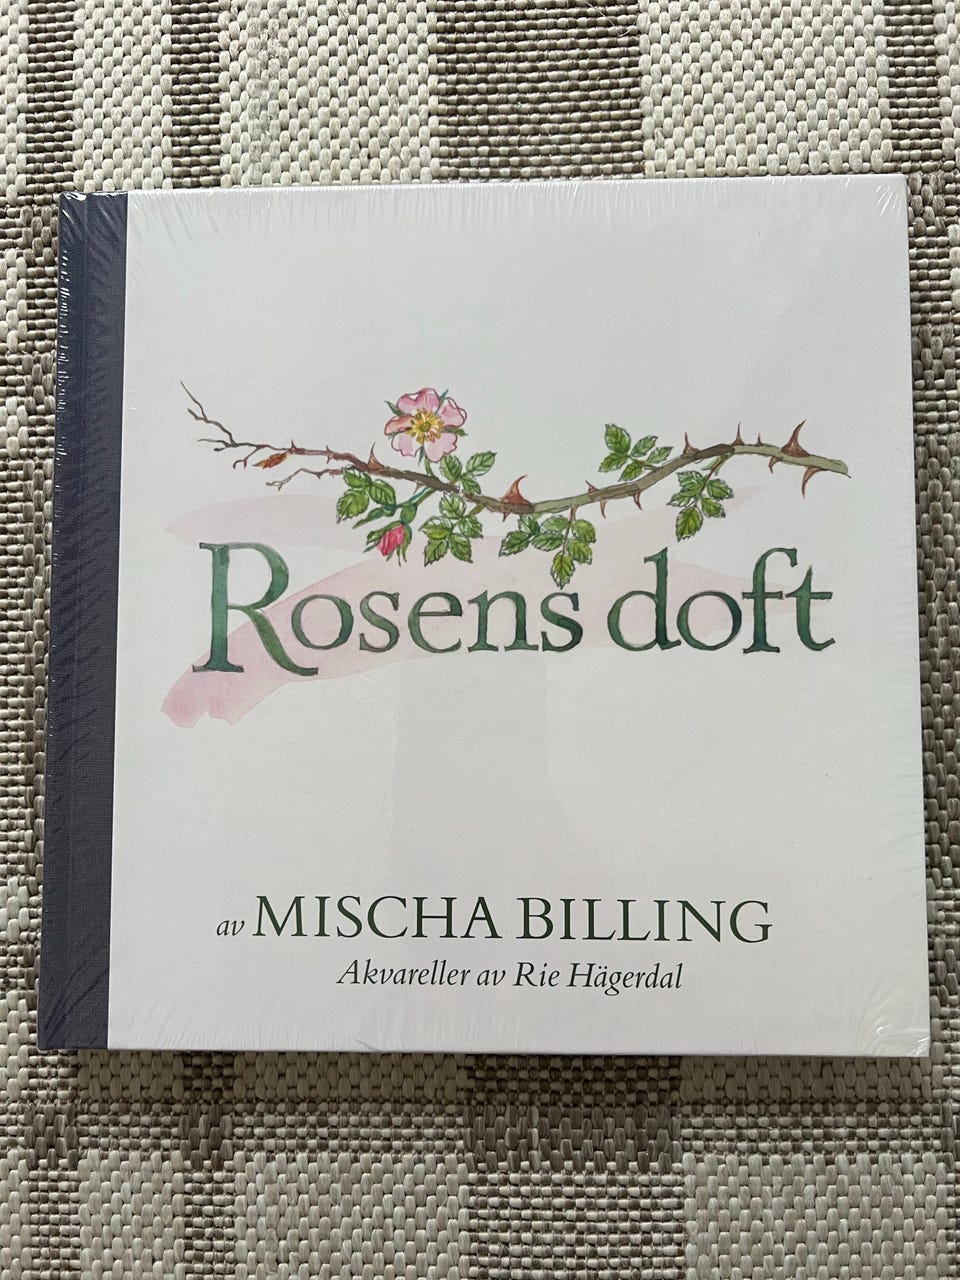 Rosens doft
av MISCHA BILLING
Akvareller av Rie Hägerdal